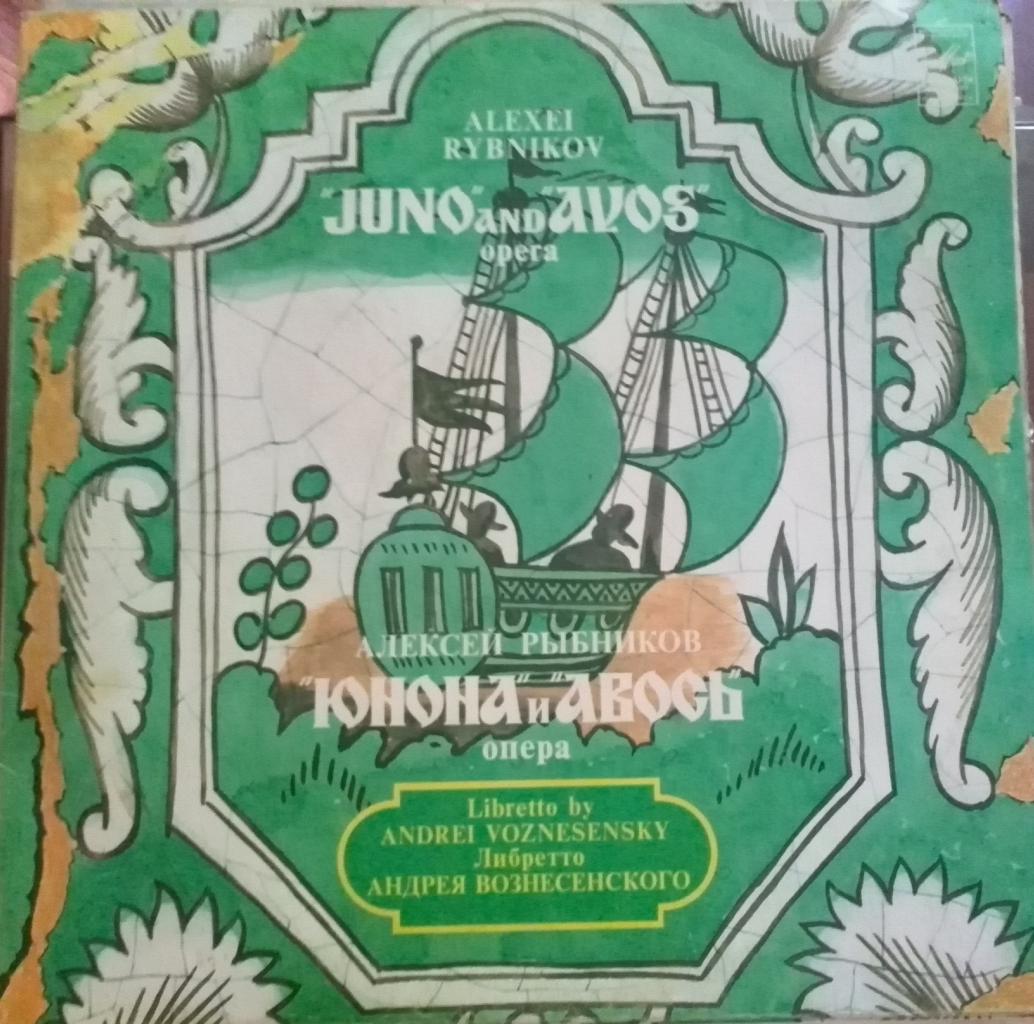 ALEXEI
RYBNIKOV
"JUNO" AND "AVOS"
opera
АЛЕКСЕЙ РЫБНИКОВ
"ЮНОНА" И "АВОСЬ"
опера
Libretto by
ANDREI VOZNESENSKY
Либретто
АНДРЕЯ ВОЗНЕСЕНСКОГО